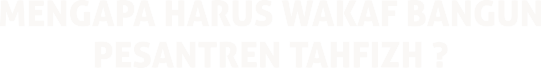 MENGAPA HARUS WAKAF BANGUN
PESANTREN TAHFIZH ?